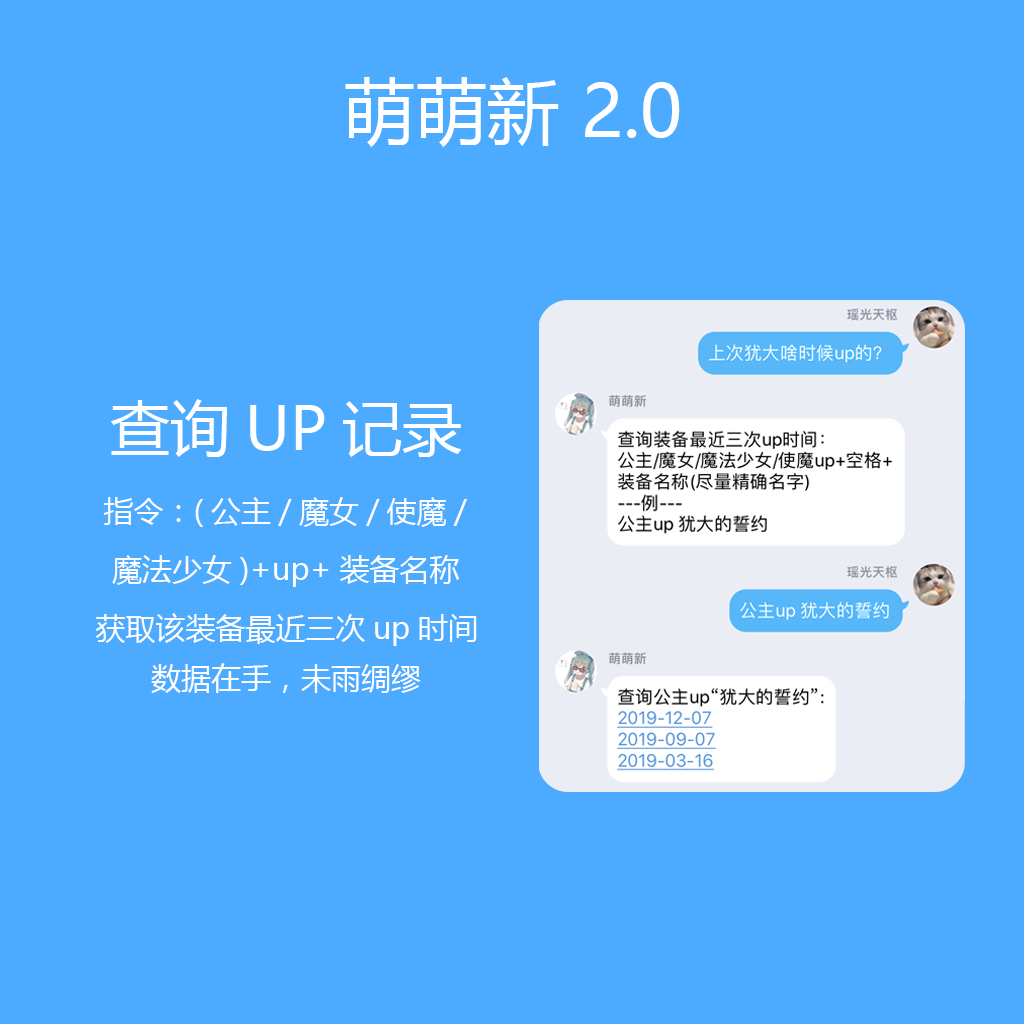 萌萌新 2.0
查询 UP 记录
指令：( 公主 / 魔女 / 使魔 /
魔法少女 )+up+ 装备名称
获取该装备最近三次 up 时间
数据在手，未雨绸缪
瑶光天枢
上次犹大啥时候up的?
萌萌新
查询装备最近三次up时间：
公主/魔女/魔法少女/使魔up+空格+
装备名称(尽量精确名字)
---例---
公主up 犹大的誓约
瑶光天枢
公主up 犹大的誓约
萌萌新
查询公主up“犹大的誓约”:
2019-12-07
2019-09-07
2019-03-16